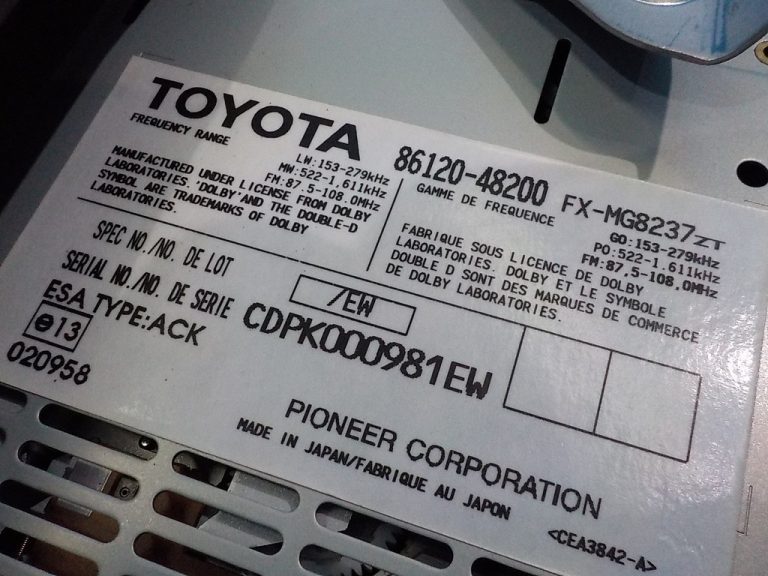 TOYOTA
86120-48200 FX-MG8237ZT
FREQUENCY RANGE
LW:153-279kHz
MW:522-1,611kHz
FM:87.5-108.0MHz
MANUFACTURED UNDER LICENSE FROM DOLBY
LABORATORIES. 'DOLBY' AND THE DOUBLE-D
SYMBOL ARE TRADEMARKS OF DOLBY
LABORATORIES.
GAMME DE FREQUENCE
GO:153-279kHz
PO:522-1,611kHz
FM:87.5-108.0MHz
FABRIQUE SOUS LICENCE DE DOLBY
LABORATORIES. DOLBY ET LE SYMBOLE
DOUBLE D SONT DES MARQUES DE COMMERCE
DE DOLBY LABORATORIES.
SPEC NO./NO. DE LOT
/EW
SERIAL NO./NO. DE SERIE
CDPK000981EW
ESA TYPE:ACK
13
020958
PIONEER CORPORATION
MADE IN JAPAN/FABRIQUE AU JAPON
<CEA3842-A>